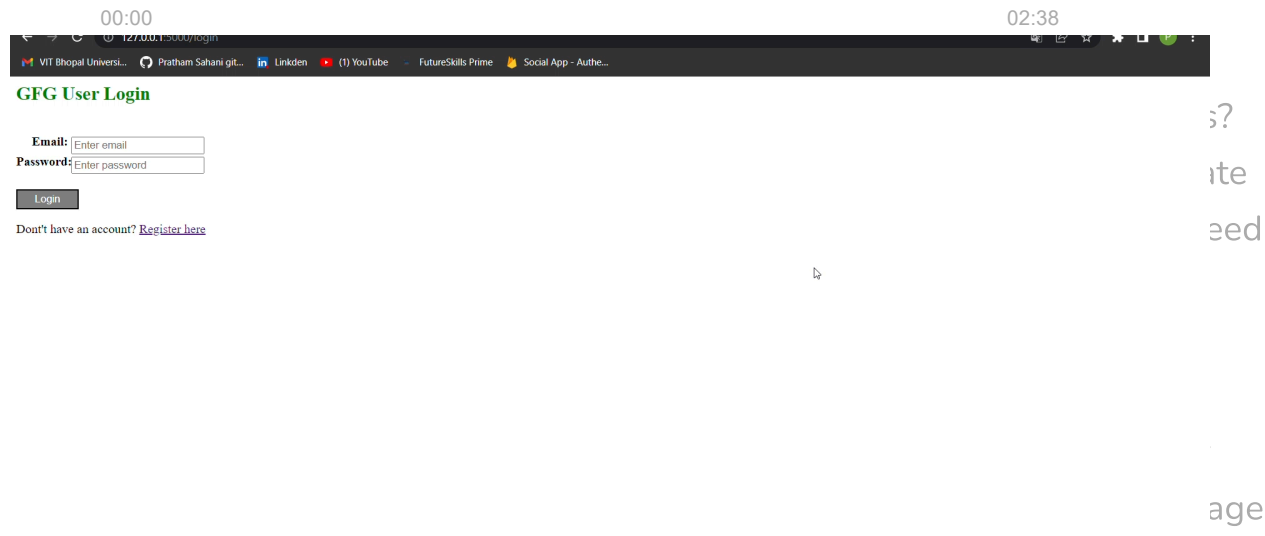 00:00 02:38
127.0.0.1:5000/login
VIT Bhopal Universi... Pratham Sahani git... Linkden (1) YouTube FutureSkills Prime Social App - Authe...
GFG User Login
s?
Email: Enter email
Password: Enter password
ate
Login
Dont't have an account? Register here
eed
age